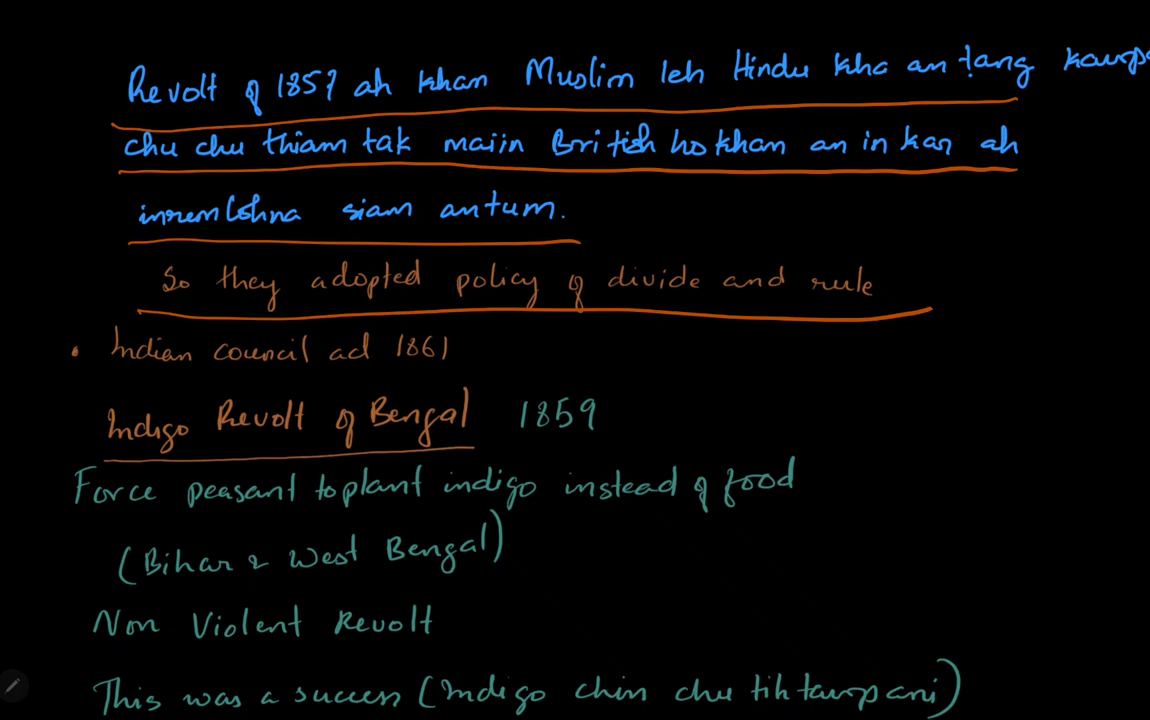 Revolt of 1857 ah khan Muslim leh Hindu kha an ṭang
chu chu thiam tak maiin British ho khan an in kar ah
inremlohna siam an tum.
So they adopted policy of divide and rule
• Indian council act 1861
Indigo Revolt of Bengal 1859
Force peasant to plant indigo instead of food
(Bihar & West Bengal)
Non Violent Revolt
This was a success (Indigo chin chu tihtawp ani)